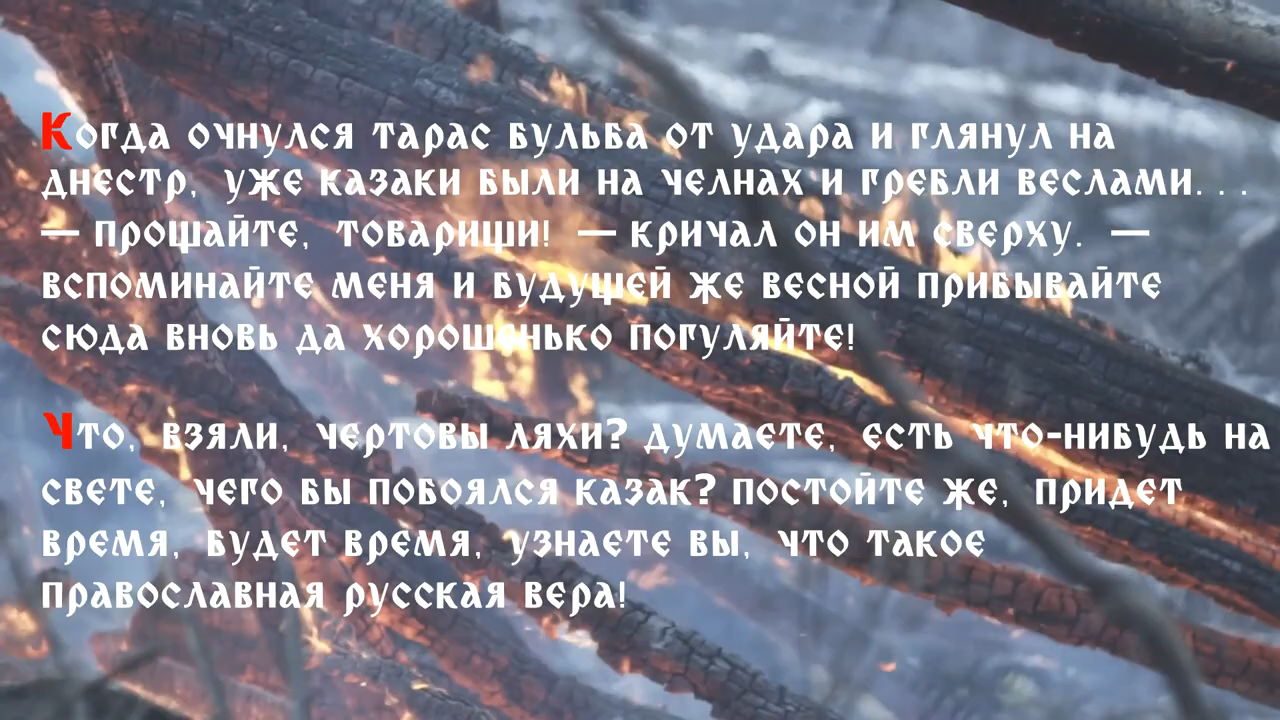 Когда очнулся тарас бульба от удара и глянул на
днестр, уже казаки были на челнах и гребли веслами...
— прошайте, товариши! — кричал он им сверху. —
вспоминайте меня и будущей же весной прибывайте
сюда вновь да хорошенько погуляйте!
Что, взяли, чертовы ляхи? думаете, есть что-нибудь на
свете, чего бы побоялся казак? постойте же, придет
время, будет время, узнаете вы, что такое
православная русская вера!